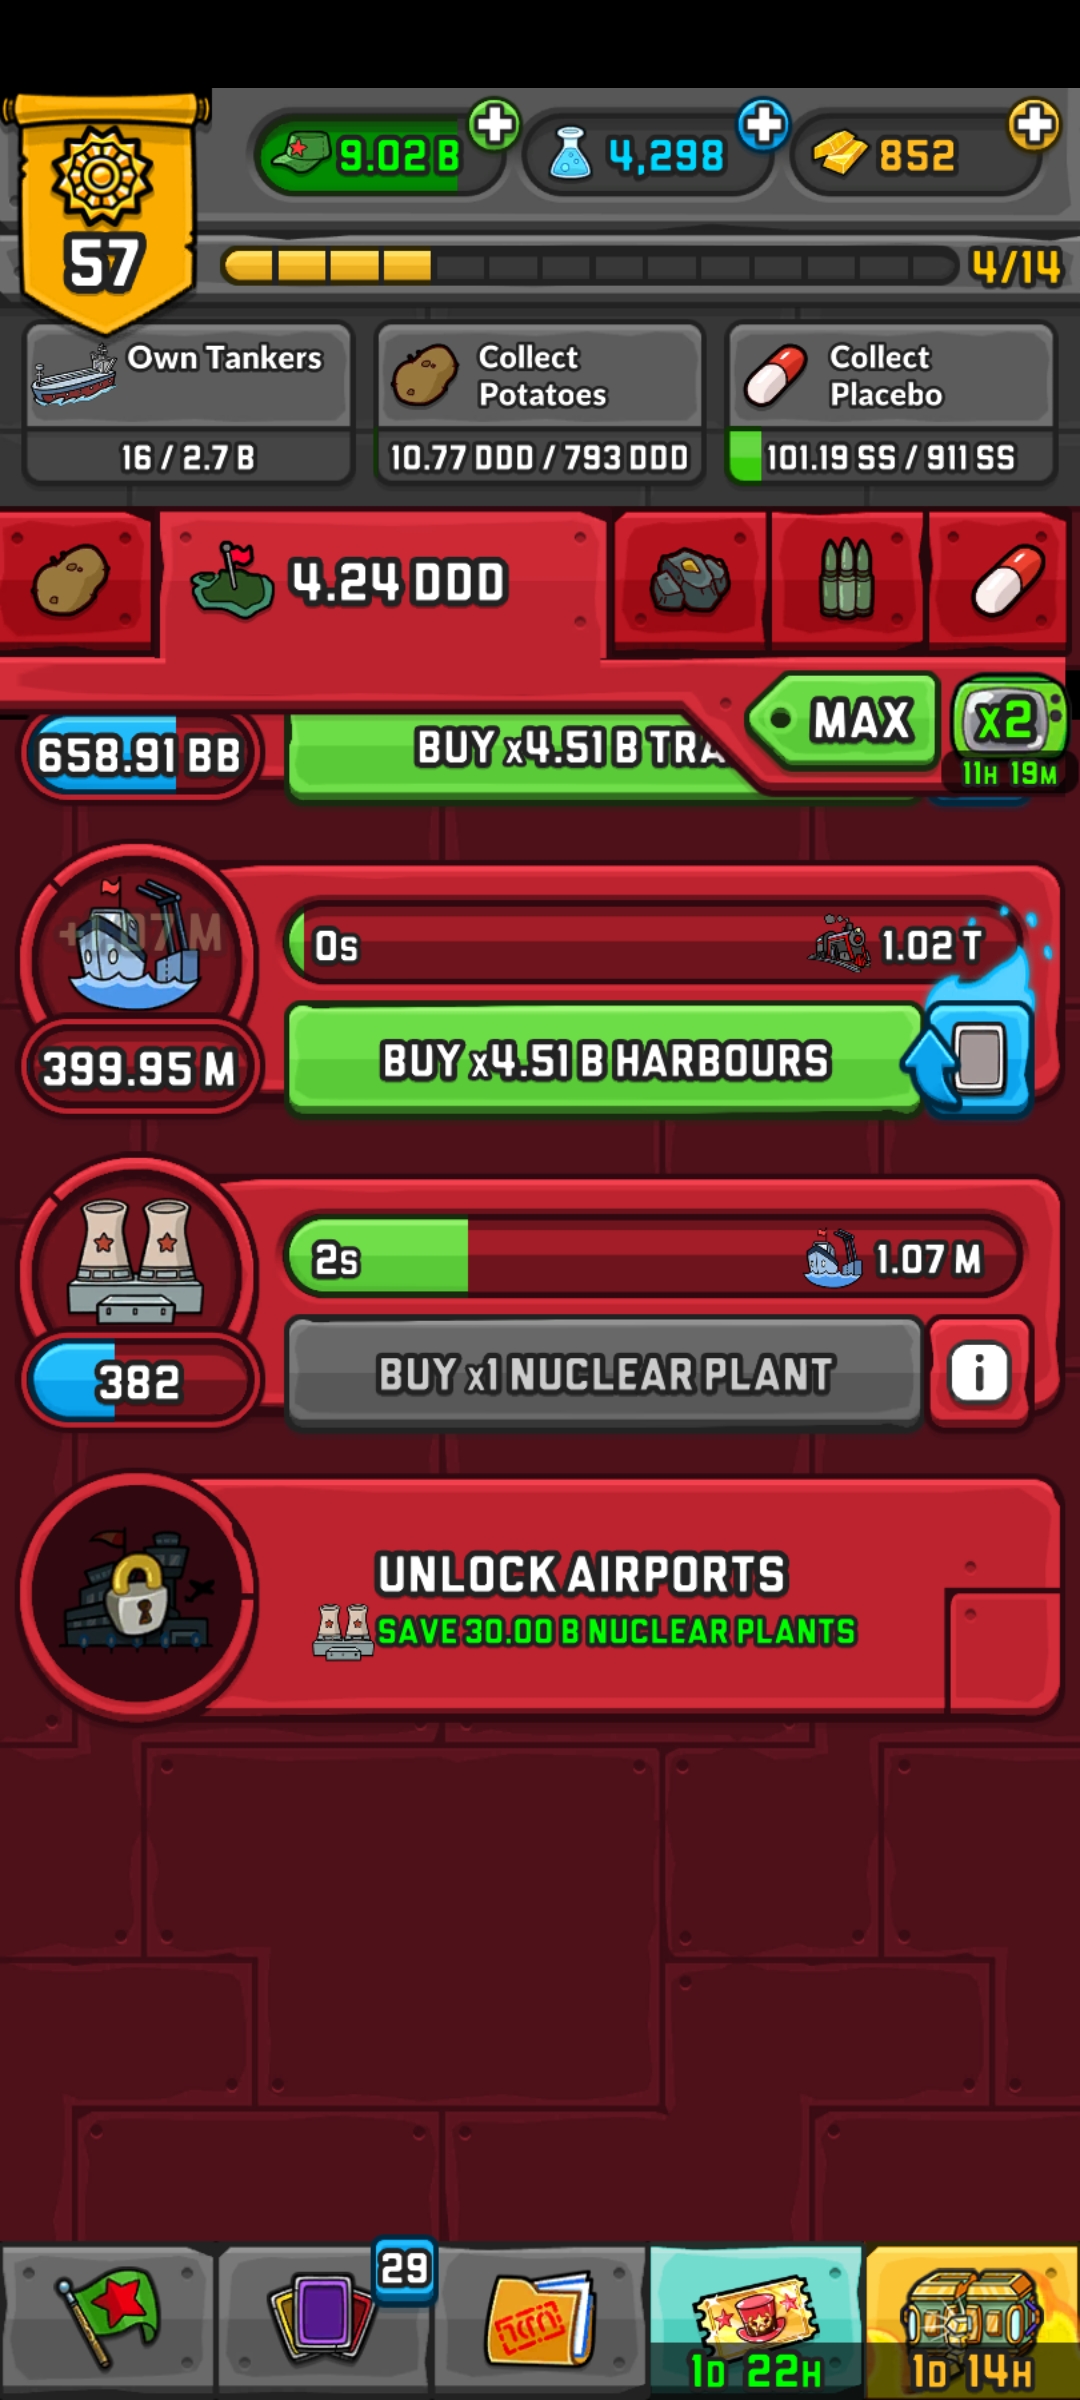 57
9.02 B
4,298
852
4/14
Own Tankers
16 / 2.7 B
Collect
Potatoes
10.77 DDD / 793 DDD
Collect
Placebo
101.19 SS / 911 SS
4.24 DDD
MAX
x2
11H 19M
658.91 BB
BUY x4.51 B TRA
0s
1.02 T
399.95 M
BUY x4.51 B HARBOURS
2s
1.07 M
382
BUY x1 NUCLEAR PLANT
i
UNLOCK AIRPORTS
SAVE 30.00 B NUCLEAR PLANTS
29
1D 22H
1D 14H